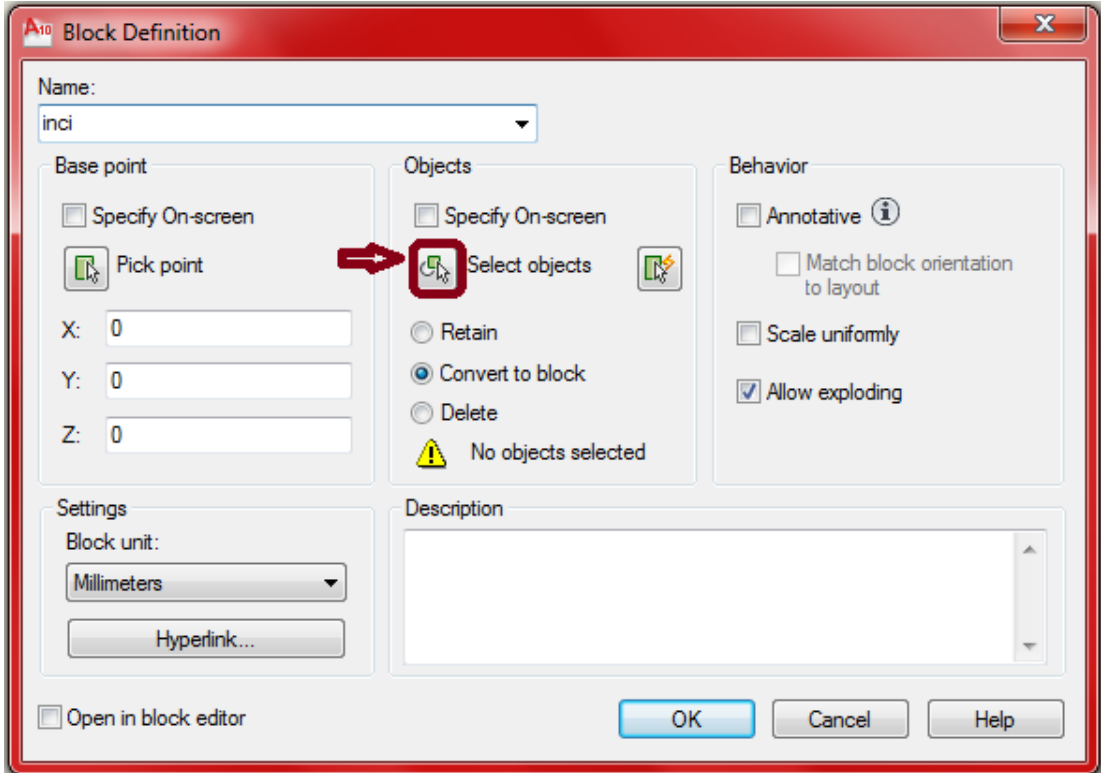 A10 Block Definition
Name:
inci
Base point
Specify On-screen
Pick point
X: 0
Y: 0
Z: 0
Objects
Specify On-screen
Select objects
Retain
Convert to block
Delete
No objects selected
Behavior
Annotative i
Match block orientation
to layout
Scale uniformly
Allow exploding
Settings
Block unit:
Millimeters
Hyperlink...
Description
Open in block editor
OK
Cancel
Help